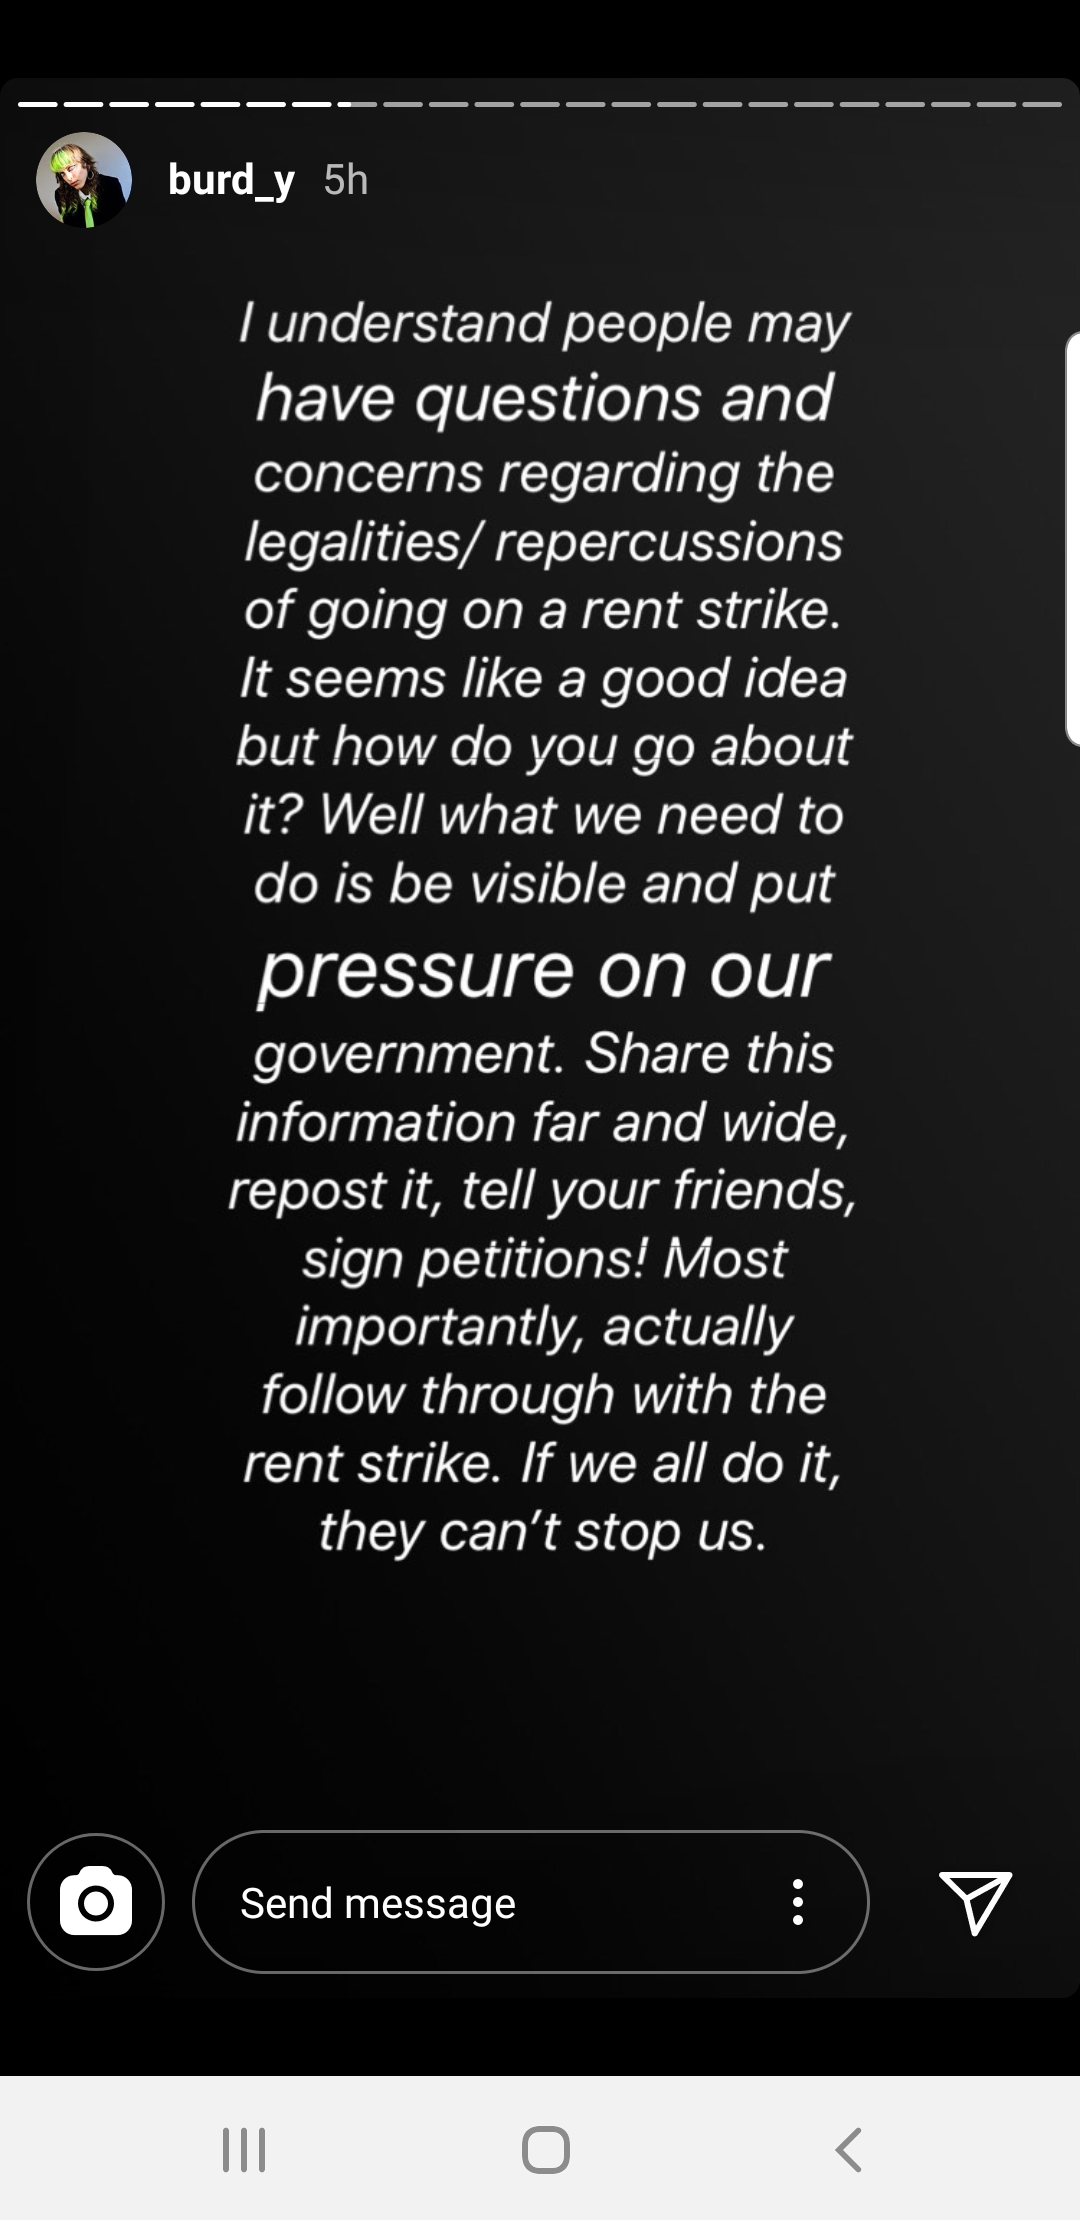 burd_y 5h
I understand people may
have questions and
concerns regarding the
legalities/ repercussions
of going on a rent strike.
It seems like a good idea
but how do you go about
it? Well what we need to
do is be visible and put
pressure on our
government. Share this
information far and wide,
repost it, tell your friends,
sign petitions! Most
importantly, actually
follow through with the
rent strike. If we all do it,
they can’t stop us.
Send message